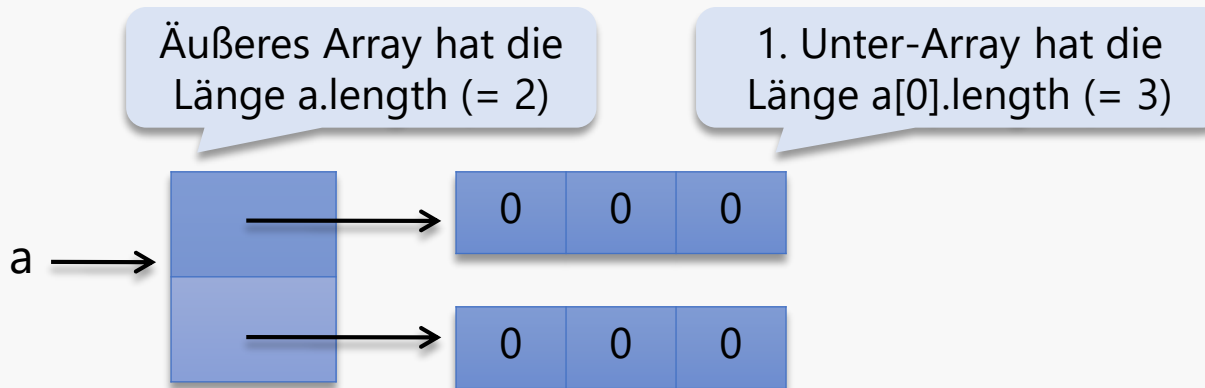 Äußeres Array hat die
Länge a.length (= 2)
1. Unter-Array hat die
Länge a[0].length (= 3)
0 0 0
a
0 0 0